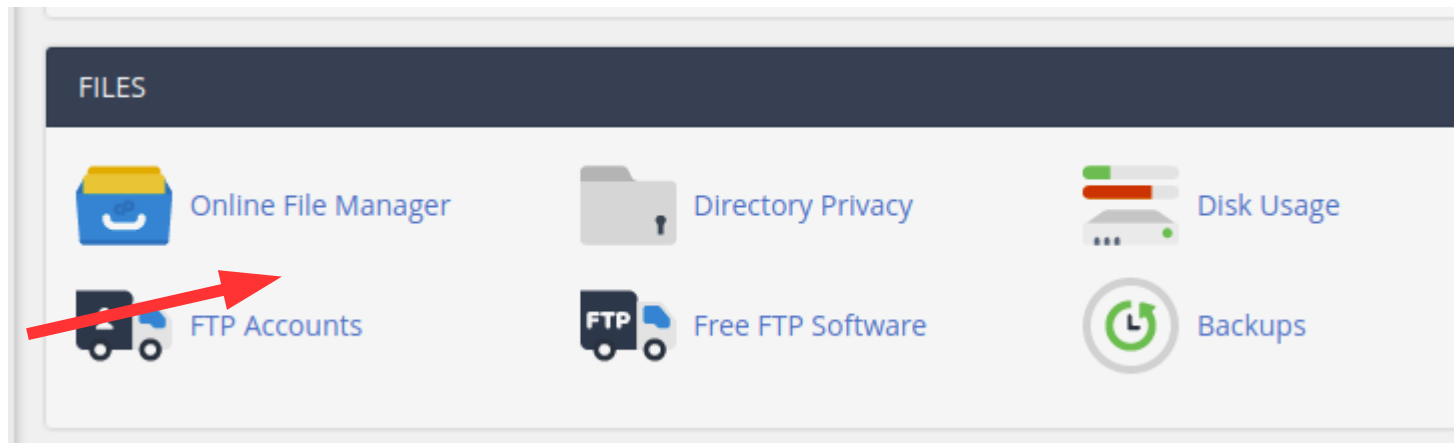 FILES
Online File Manager
Directory Privacy
Disk Usage
FTP Accounts
FTP
Free FTP Software
Backups